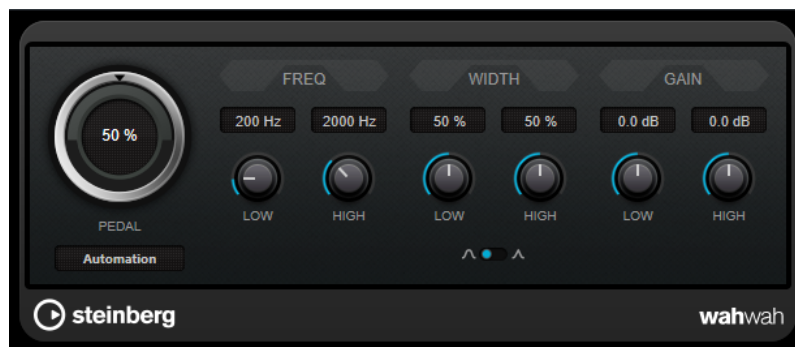 FREQ WIDTH GAIN
50 % 200 Hz 2000 Hz 50 % 50 % 0.0 dB 0.0 dB
LOW HIGH LOW HIGH LOW HIGH
PEDAL
Automation
steinberg wahwah